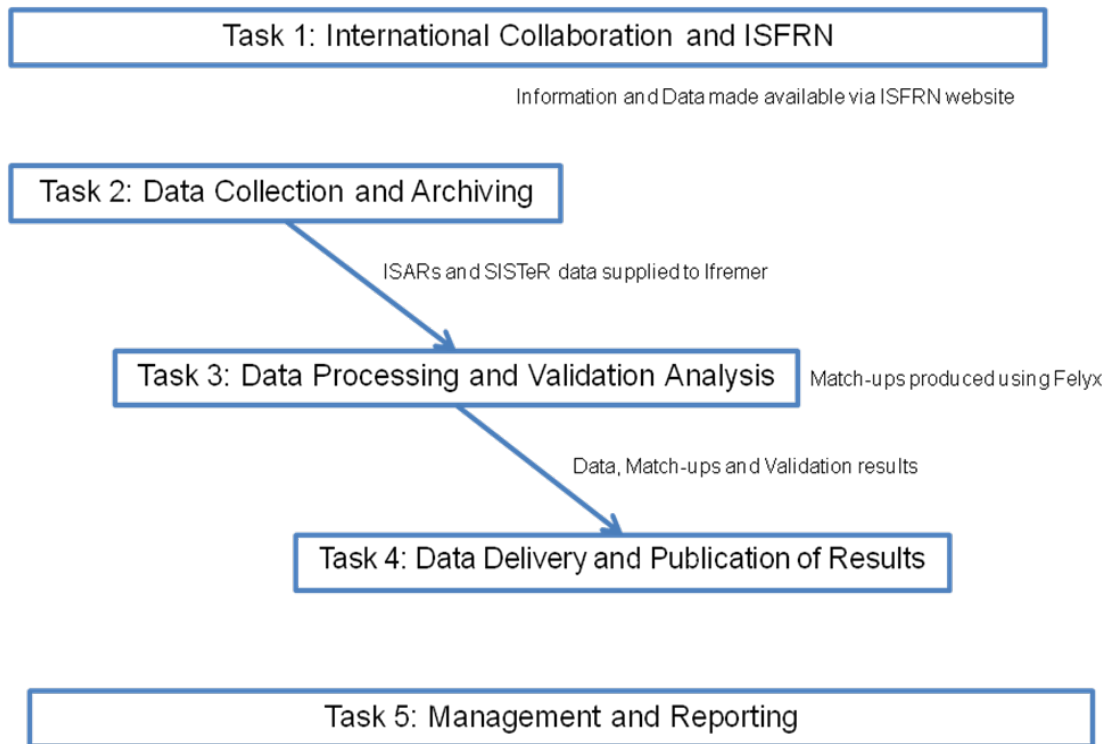 Task 1: International Collaboration and ISFRN
Information and Data made available via ISFRN website
Task 2: Data Collection and Archiving
ISARs and SISTeR data supplied to Ifremer
Task 3: Data Processing and Validation Analysis
Match-ups produced using Felyx
Data, Match-ups and Validation results
Task 4: Data Delivery and Publication of Results
Task 5: Management and Reporting